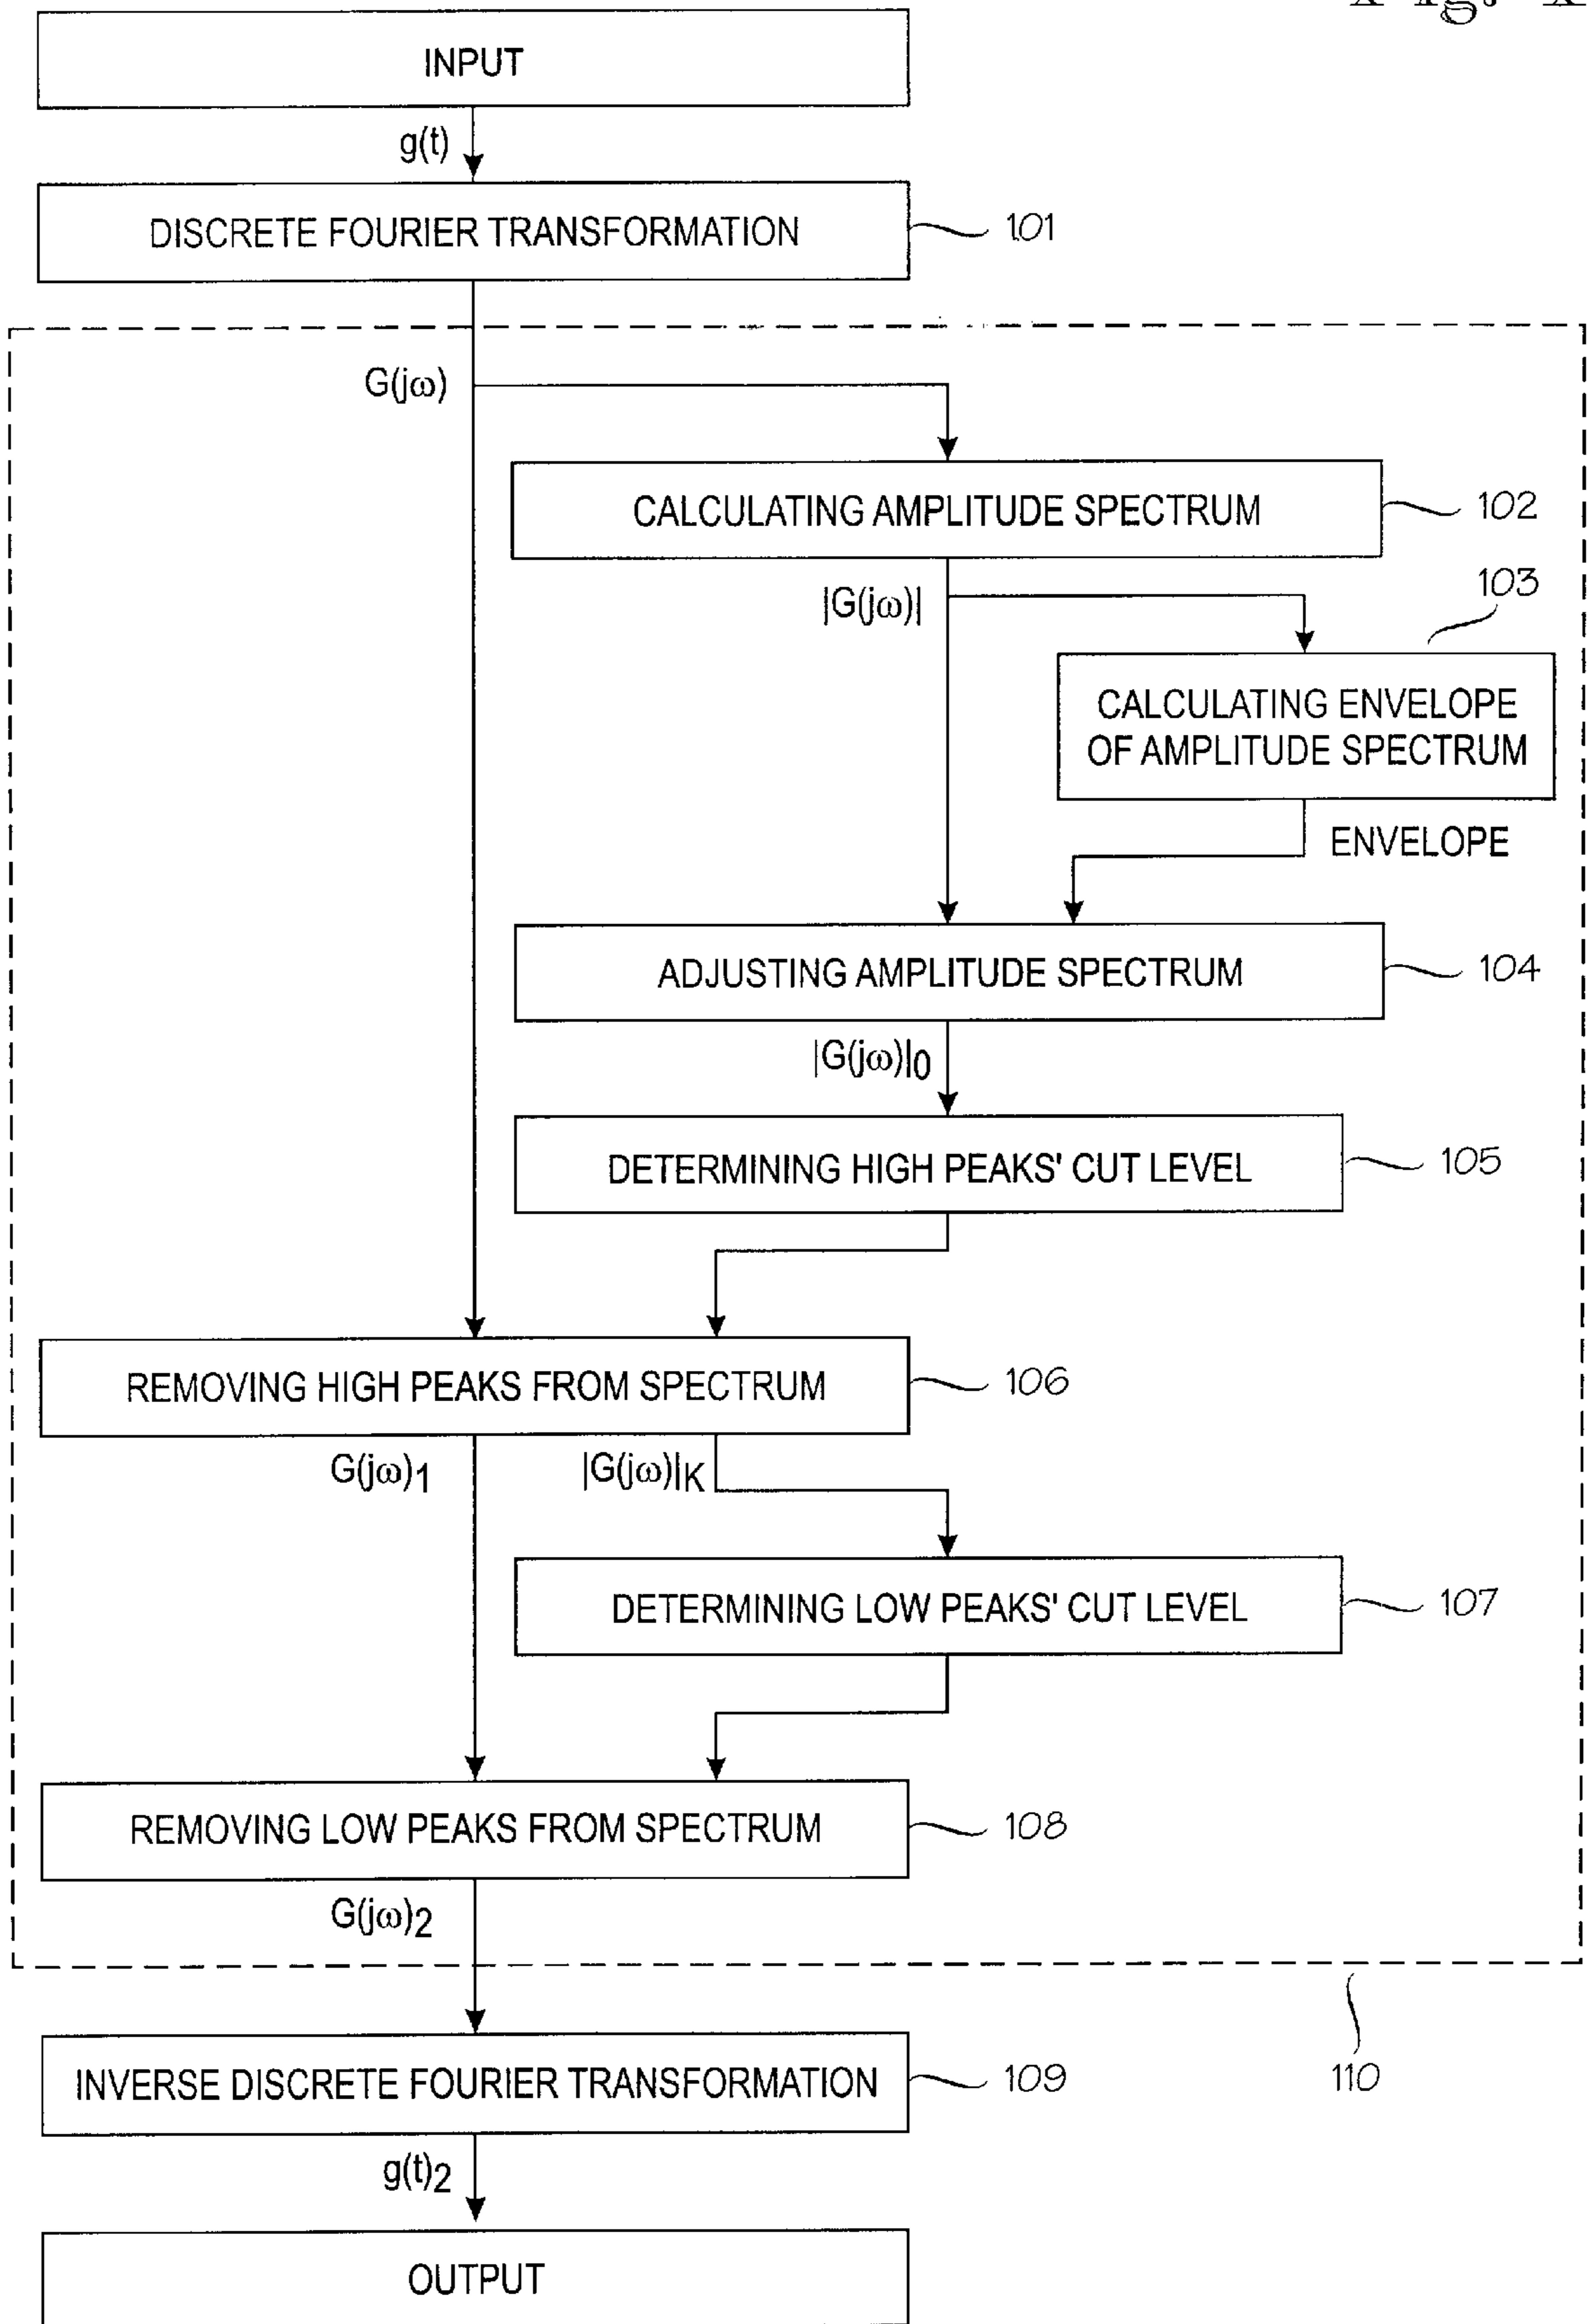 INPUT
g(t)
DISCRETE FOURIER TRANSFORMATION
101
G(jω)
CALCULATING AMPLITUDE SPECTRUM
102
|G(jω)|
103
CALCULATING ENVELOPE
OF AMPLITUDE SPECTRUM
ENVELOPE
ADJUSTING AMPLITUDE SPECTRUM
104
|G(jω)|0
DETERMINING HIGH PEAKS' CUT LEVEL
105
REMOVING HIGH PEAKS FROM SPECTRUM
106
G(jω)1
|G(jω)|K
DETERMINING LOW PEAKS' CUT LEVEL
107
REMOVING LOW PEAKS FROM SPECTRUM
108
G(jω)2
110
INVERSE DISCRETE FOURIER TRANSFORMATION
109
g(t)2
OUTPUT